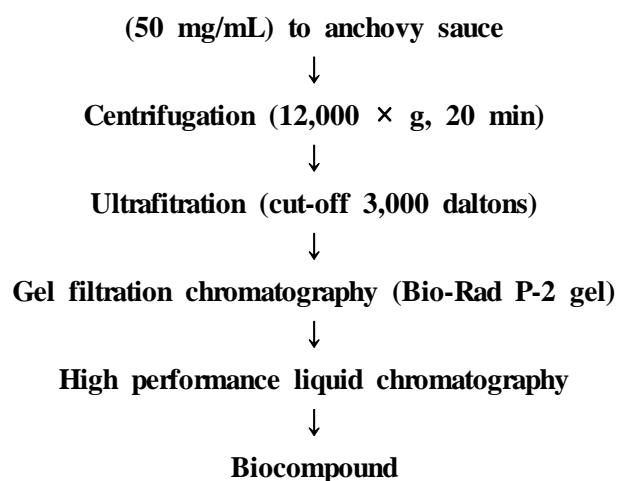 (50 mg/mL) to anchovy sauce
↓
Centrifugation (12,000 × g, 20 min)
↓
Ultrafitration (cut-off 3,000 daltons)
↓
Gel filtration chromatography (Bio-Rad P-2 gel)
↓
High performance liquid chromatography
↓
Biocompound